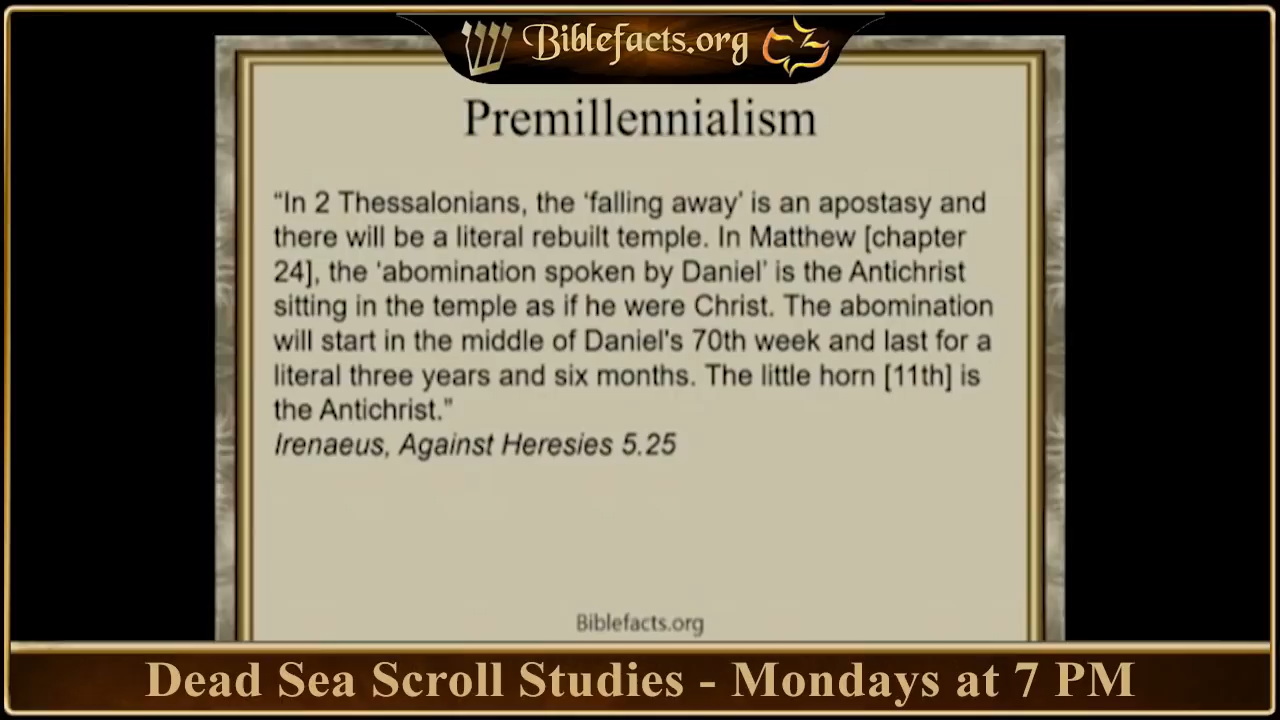 Biblefacts.org
Premillennialism
“In 2 Thessalonians, the ‘falling away’ is an apostasy and
there will be a literal rebuilt temple. In Matthew [chapter
24], the ‘abomination spoken by Daniel’ is the Antichrist
sitting in the temple as if he were Christ. The abomination
will start in the middle of Daniel's 70th week and last for a
literal three years and six months. The little horn [11th] is
the Antichrist."
Irenaeus, Against Heresies 5.25
Biblefacts.org
Dead Sea Scroll Studies - Mondays at 7 PM